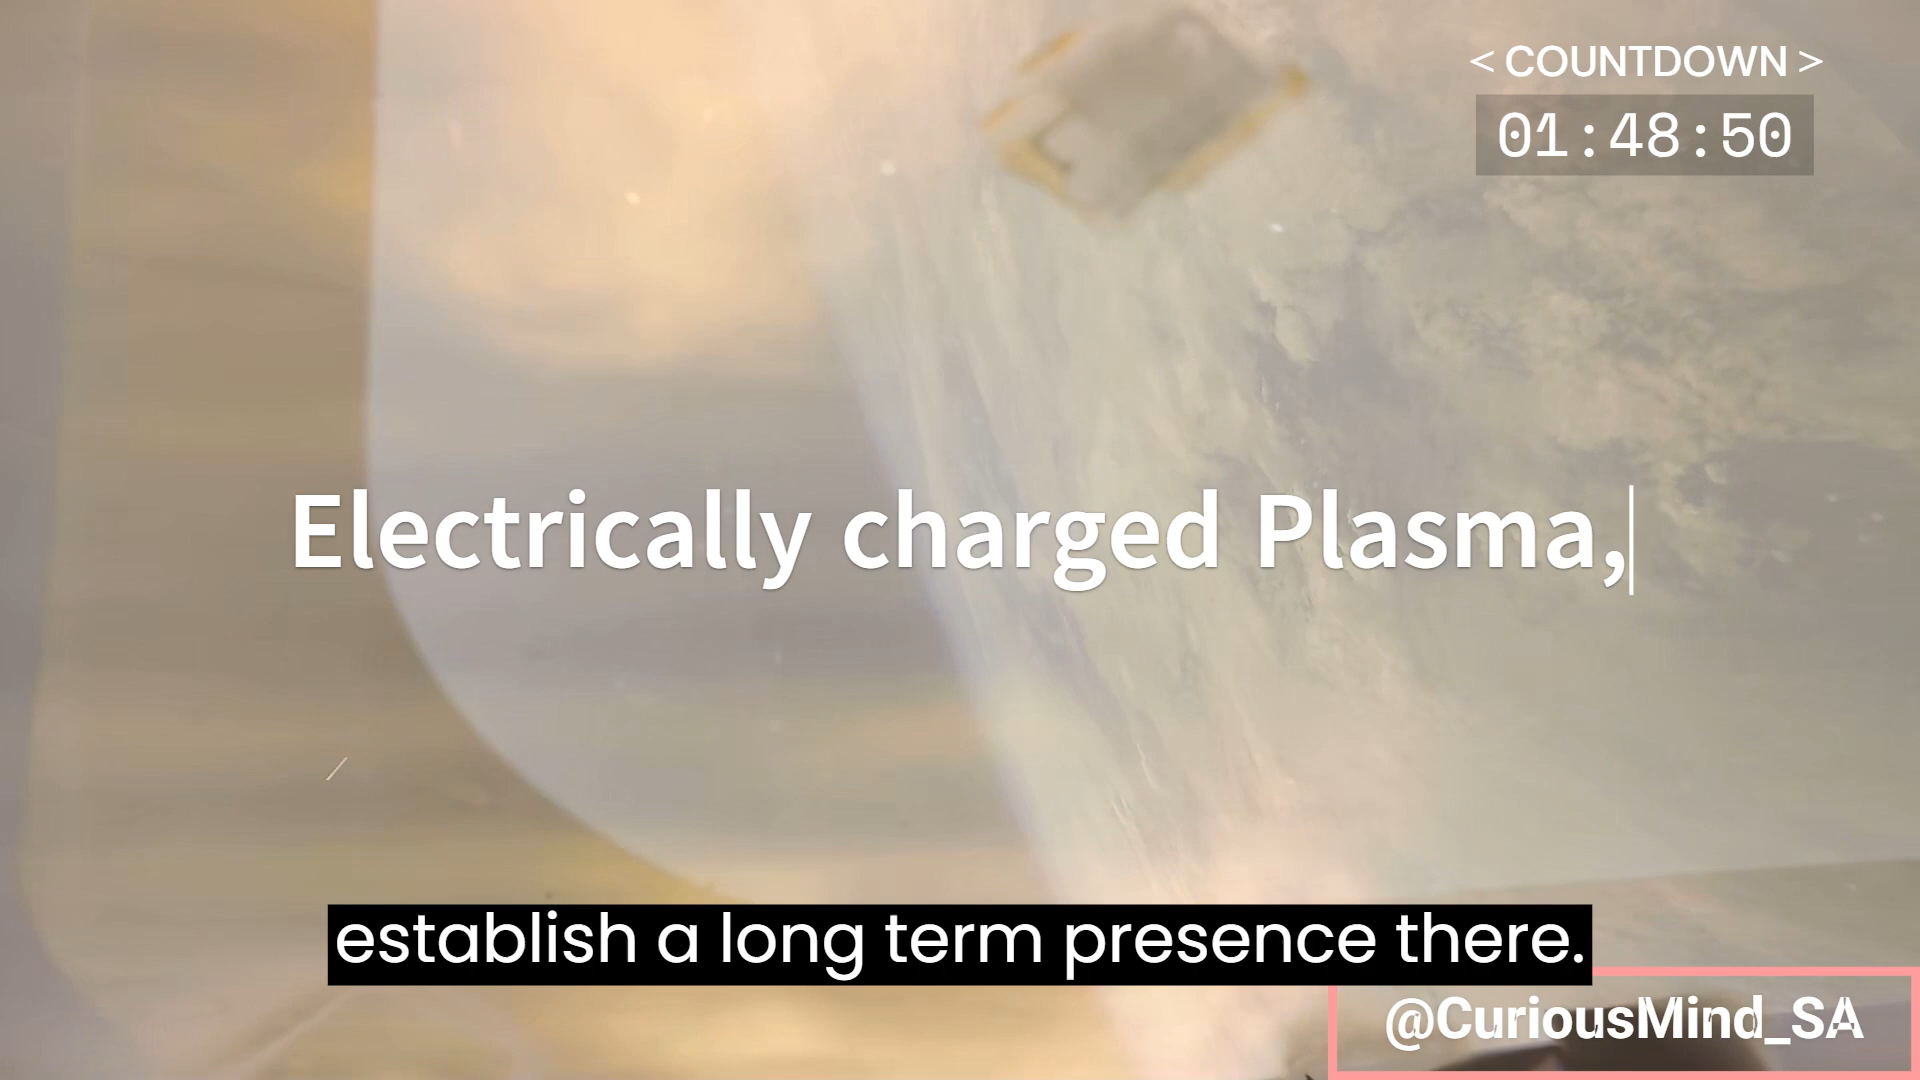 < COUNTDOWN >
01:48:50
Electrically charged Plasma,
establish a long term presence there.
@CuriousMind_SA